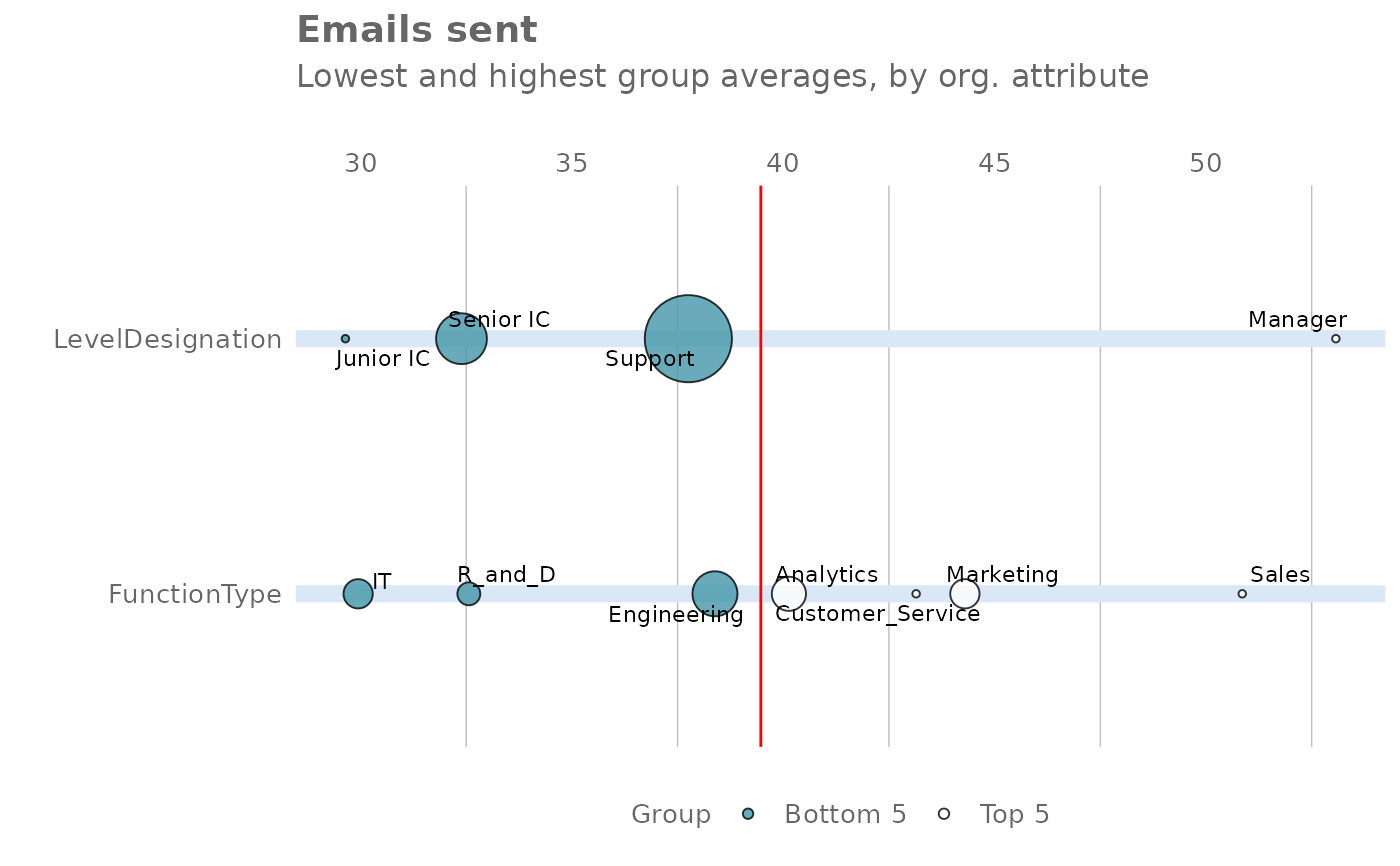 Emails sent
Lowest and highest group averages, by org. attribute
30 35 40 45 50
Senior IC Manager
LevelDesignation
Junior IC Support
IT R_and_D Analytics Marketing Sales
FunctionType
Engineering Customer_Service
Group Bottom 5 Top 5